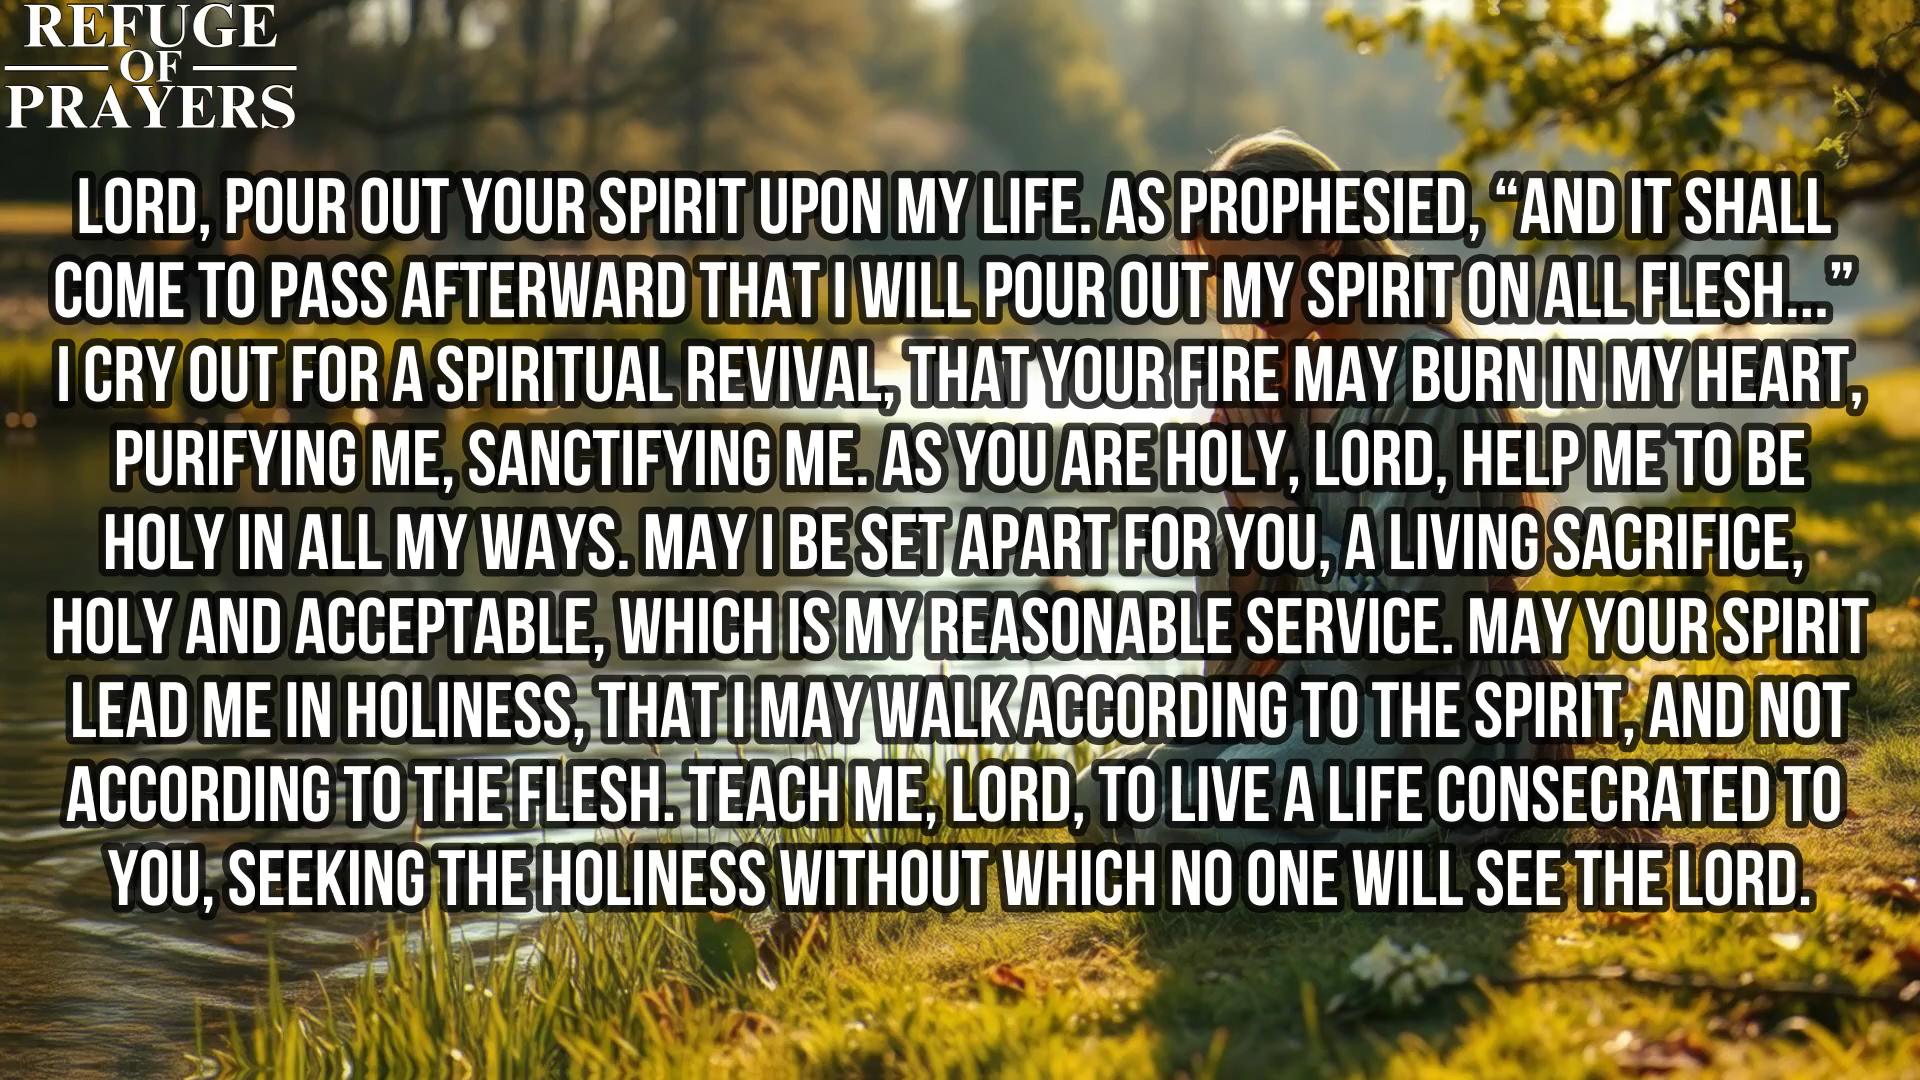 REFUGE
OF
PRAYERS
LORD, POUR OUT YOUR SPIRIT UPON MY LIFE. AS PROPHESIED, “AND IT SHALL
COME TO PASS AFTERWARD THAT I WILL POUR OUT MY SPIRIT ON ALL FLESH...”
I CRY OUT FOR A SPIRITUAL REVIVAL, THAT YOUR FIRE MAY BURN IN MY HEART,
PURIFYING ME, SANCTIFYING ME. AS YOU ARE HOLY, LORD, HELP ME TO BE
HOLY IN ALL MY WAYS. MAY I BE SET APART FOR YOU, A LIVING SACRIFICE,
HOLY AND ACCEPTABLE, WHICH IS MY REASONABLE SERVICE. MAY YOUR SPIRIT
LEAD ME IN HOLINESS, THAT I MAY WALK ACCORDING TO THE SPIRIT, AND NOT
ACCORDING TO THE FLESH. TEACH ME, LORD, TO LIVE A LIFE CONSECRATED TO
YOU, SEEKING THE HOLINESS WITHOUT WHICH NO ONE WILL SEE THE LORD.